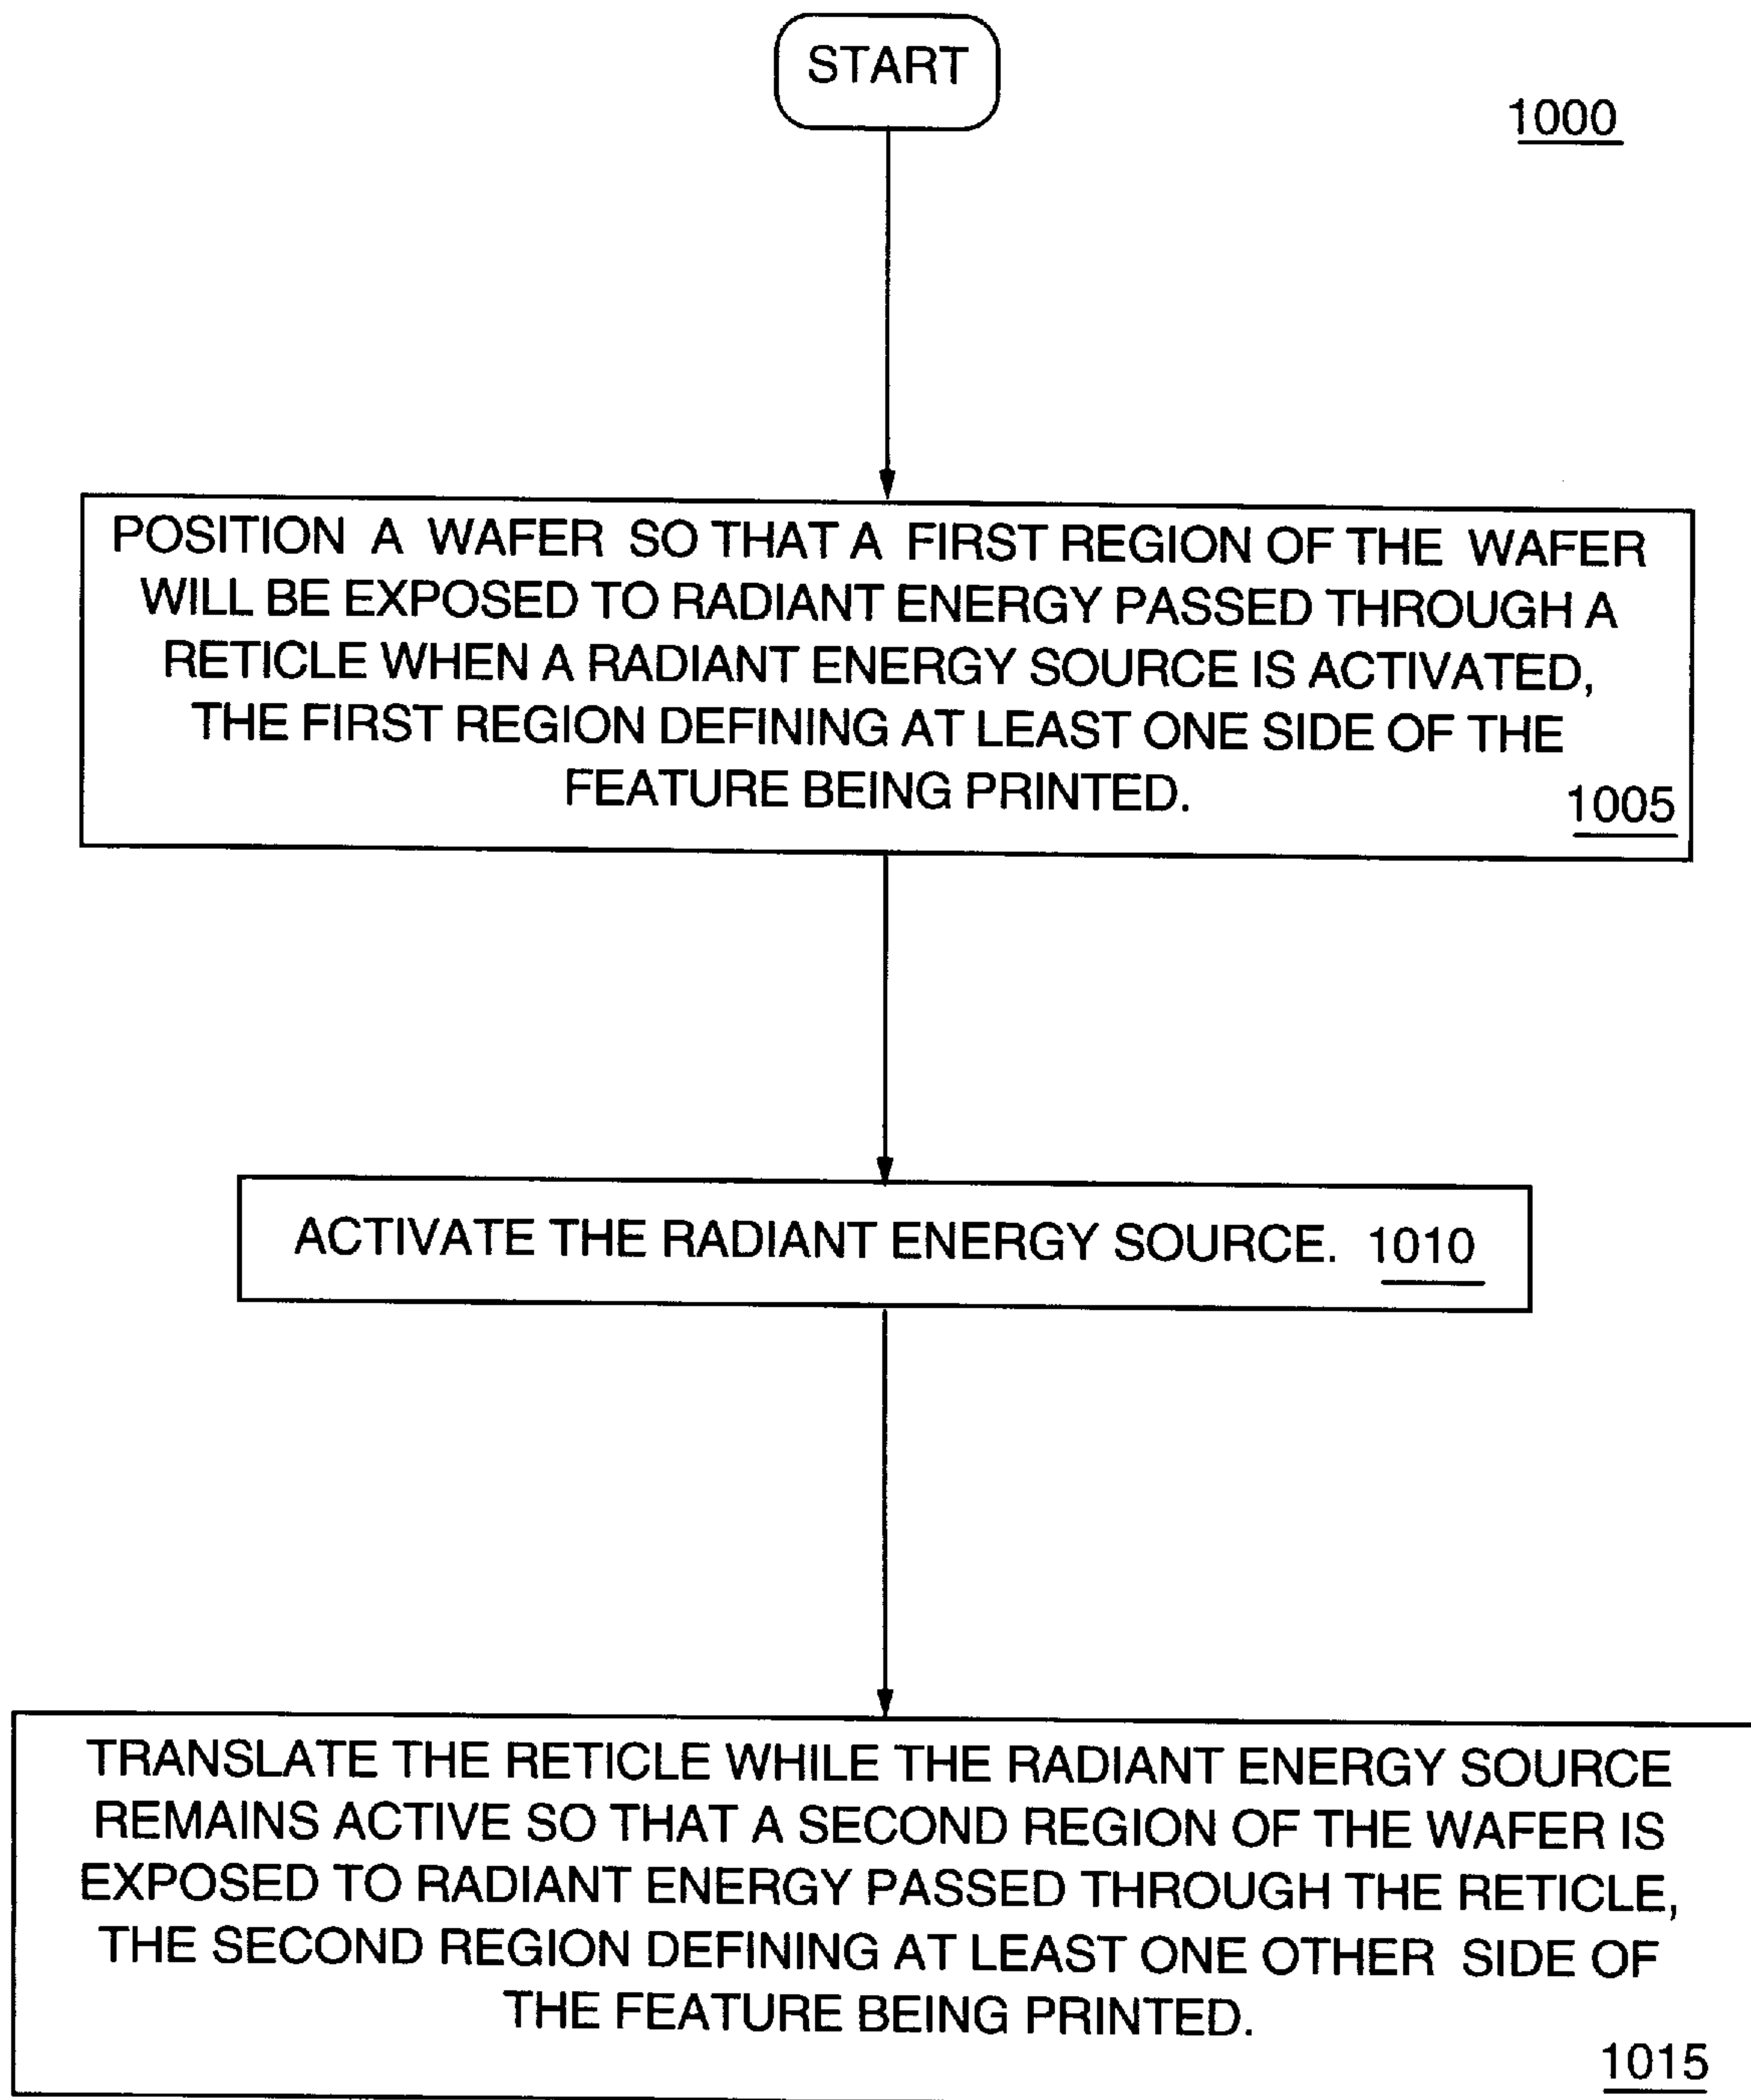 START
1000
POSITION A WAFER SO THAT A FIRST REGION OF THE WAFER
WILL BE EXPOSED TO RADIANT ENERGY PASSED THROUGH A
RETICLE WHEN A RADIANT ENERGY SOURCE IS ACTIVATED,
THE FIRST REGION DEFINING AT LEAST ONE SIDE OF THE
FEATURE BEING PRINTED.
1005
ACTIVATE THE RADIANT ENERGY SOURCE. 1010
TRANSLATE THE RETICLE WHILE THE RADIANT ENERGY SOURCE
REMAINS ACTIVE SO THAT A SECOND REGION OF THE WAFER IS
EXPOSED TO RADIANT ENERGY PASSED THROUGH THE RETICLE,
THE SECOND REGION DEFINING AT LEAST ONE OTHER SIDE OF
THE FEATURE BEING PRINTED.
1015